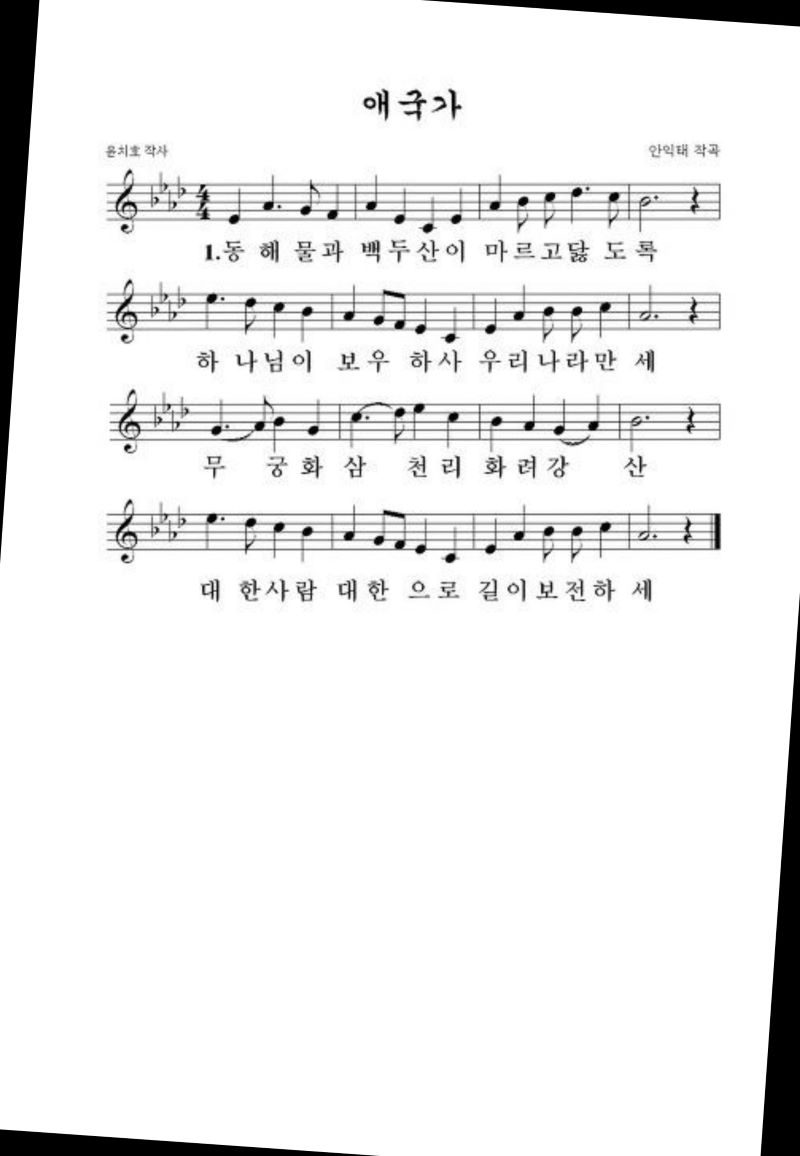 애국가
윤치호 작사 안익태 작곡
4
4
1.동 해 물과 백두산이 마르고닳 도록
하 나님이 보우 하사 우리나라만 세
무 궁화 삼 천리 화려강 산
대 한사람 대한 으로 길이보전하 세